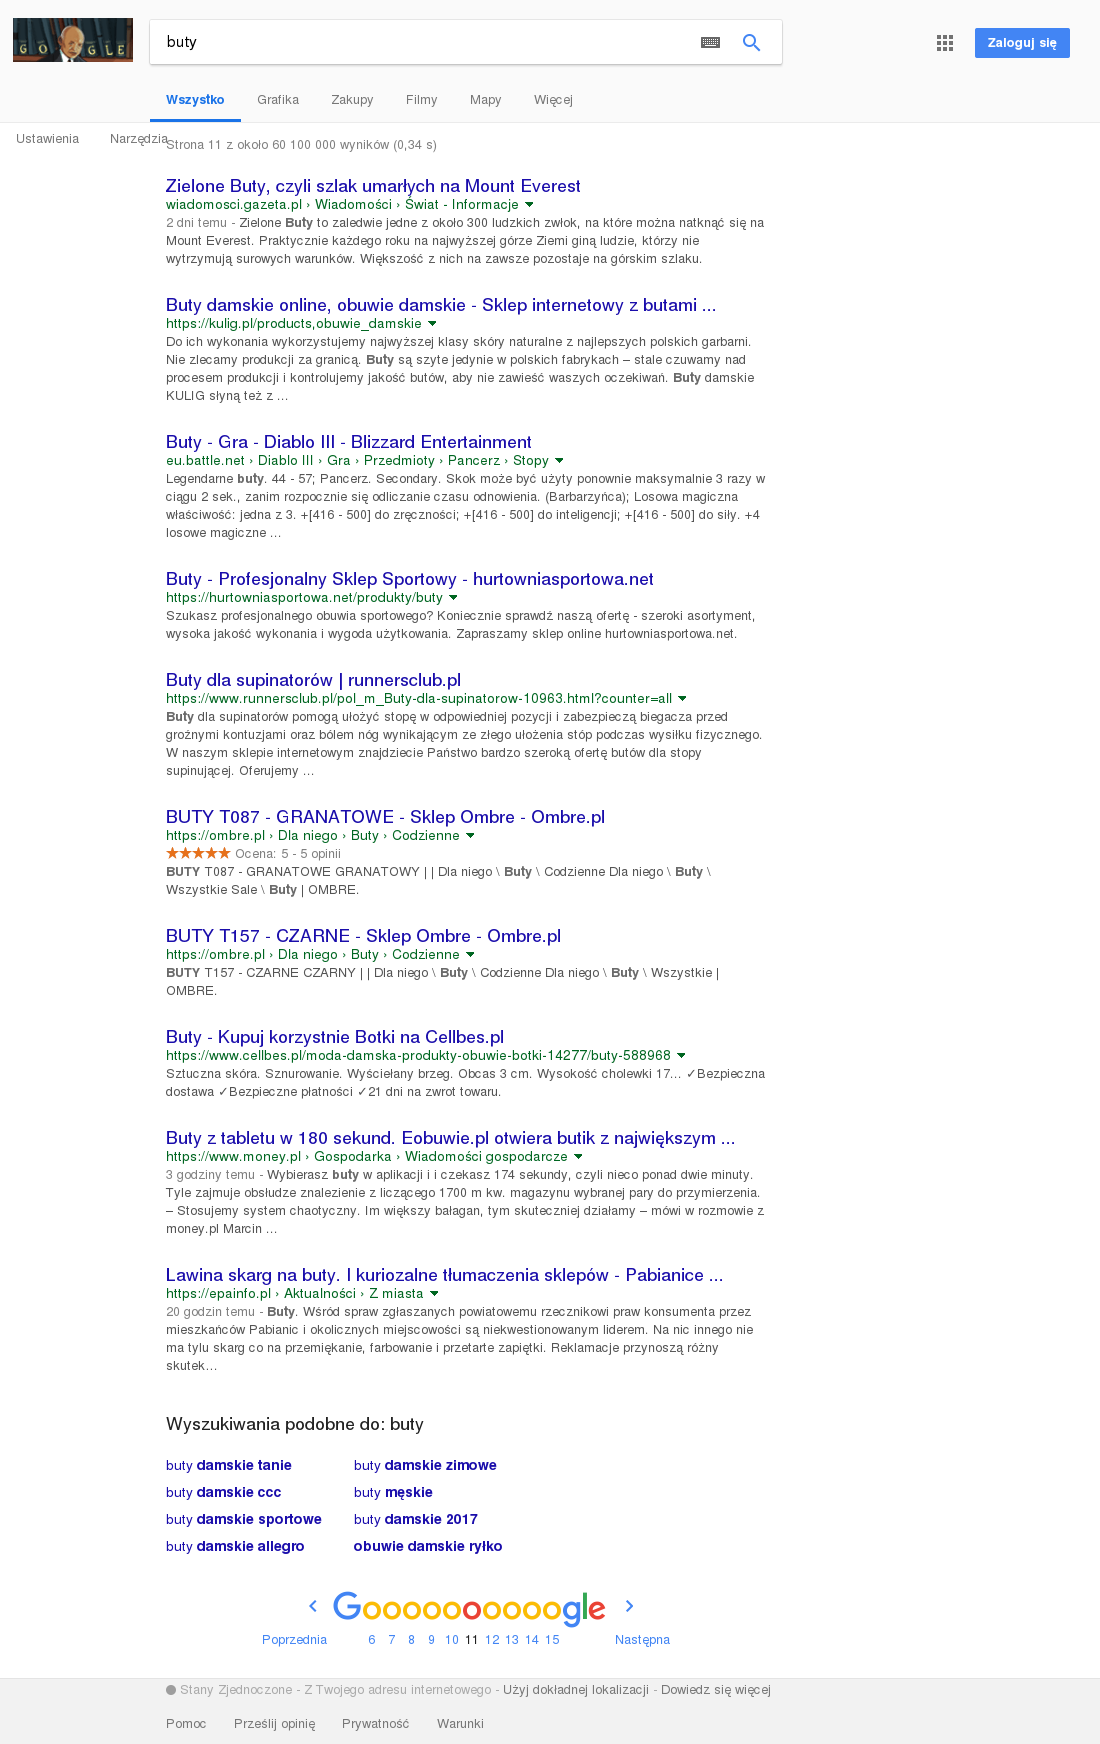 GOOGLE
buty
Zaloguj się
Wszystko Grafika Zakupy Filmy Mapy Więcej
Ustawienia Narzędzia
Strona 11 z około 60 100 000 wyników (0,34 s)
Zielone Buty, czyli szlak umarłych na Mount Everest
wiadomosci.gazeta.pl › Wiadomości › Świat - Informacje
2 dni temu - Zielone Buty to zaledwie jedne z około 300 ludzkich zwłok, na które można natknąć się na
Mount Everest. Praktycznie każdego roku na najwyższej górze Ziemi giną ludzie, którzy nie
wytrzymują surowych warunków. Większość z nich na zawsze pozostaje na górskim szlaku.
Buty damskie online, obuwie damskie - Sklep internetowy z butami ...
https://kulig.pl/products,obuwie_damskie
Do ich wykonania wykorzystujemy najwyższej klasy skóry naturalne z najlepszych polskich garbarni.
Nie zlecamy produkcji za granicą. Buty są szyte jedynie w polskich fabrykach – stale czuwamy nad
procesem produkcji i kontrolujemy jakość butów, aby nie zawieść waszych oczekiwań. Buty damskie
KULIG słyną też z ...
Buty - Gra - Diablo III - Blizzard Entertainment
eu.battle.net › Diablo III › Gra › Przedmioty › Pancerz › Stopy
Legendarne buty. 44 - 57; Pancerz. Secondary. Skok może być użyty ponownie maksymalnie 3 razy w
ciągu 2 sek., zanim rozpocznie się odliczanie czasu odnowienia. (Barbarzyńca); Losowa magiczna
właściwość: jedna z 3. +[416 - 500] do zręczności; +[416 - 500] do inteligencji; +[416 - 500] do siły. +4
losowe magiczne ...
Buty - Profesjonalny Sklep Sportowy - hurtowniasportowa.net
https://hurtowniasportowa.net/produkty/buty
Szukasz profesjonalnego obuwia sportowego? Koniecznie sprawdź naszą ofertę - szeroki asortyment,
wysoka jakość wykonania i wygoda użytkowania. Zapraszamy sklep online hurtowniasportowa.net.
Buty dla supinatorów | runnersclub.pl
https://www.runnersclub.pl/pol_m_Buty-dla-supinatorow-10963.html?counter=all
Buty dla supinatorów pomogą ułożyć stopę w odpowiedniej pozycji i zabezpieczą biegacza przed
groźnymi kontuzjami oraz bólem nóg wynikającym ze złego ułożenia stóp podczas wysiłku fizycznego.
W naszym sklepie internetowym znajdziecie Państwo bardzo szeroką ofertę butów dla stopy
supinującej. Oferujemy ...
BUTY T087 - GRANATOWE - Sklep Ombre - Ombre.pl
https://ombre.pl › Dla niego › Buty › Codzienne
★★★★★ Ocena: 5 - 5 opinii
BUTY T087 - GRANATOWE GRANATOWY | | Dla niego \ Buty \ Codzienne Dla niego \ Buty \
Wszystkie Sale \ Buty | OMBRE.
BUTY T157 - CZARNE - Sklep Ombre - Ombre.pl
https://ombre.pl › Dla niego › Buty › Codzienne
BUTY T157 - CZARNE CZARNY | | Dla niego \ Buty \ Codzienne Dla niego \ Buty \ Wszystkie |
OMBRE.
Buty - Kupuj korzystnie Botki na Cellbes.pl
https://www.cellbes.pl/moda-damska-produkty-obuwie-botki-14277/buty-588968
Sztuczna skóra. Sznurowanie. Wyściełany brzeg. Obcas 3 cm. Wysokość cholewki 17... ✓Bezpieczna
dostawa ✓Bezpieczne płatności ✓21 dni na zwrot towaru.
Buty z tabletu w 180 sekund. Eobuwie.pl otwiera butik z największym ...
https://www.money.pl › Gospodarka › Wiadomości gospodarcze
3 godziny temu - Wybierasz buty w aplikacji i i czekasz 174 sekundy, czyli nieco ponad dwie minuty.
Tyle zajmuje obsłudze znalezienie z liczącego 1700 m kw. magazynu wybranej pary do przymierzenia.
– Stosujemy system chaotyczny. Im większy bałagan, tym skuteczniej działamy – mówi w rozmowie z
money.pl Marcin ...
Lawina skarg na buty. I kuriozalne tłumaczenia sklepów - Pabianice ...
https://epainfo.pl › Aktualności › Z miasta
20 godzin temu - Buty. Wśród spraw zgłaszanych powiatowemu rzecznikowi praw konsumenta przez
mieszkańców Pabianic i okolicznych miejscowości są niekwestionowanym liderem. Na nic innego nie
ma tylu skarg co na przemiękanie, farbowanie i przetarte zapiętki. Reklamacje przynoszą różny
skutek...
Wyszukiwania podobne do: buty
buty damskie tanie buty damskie zimowe
buty damskie ccc buty męskie
buty damskie sportowe buty damskie 2017
buty damskie allegro obuwie damskie ryłko
Gooooooooooogle
Poprzednia 6 7 8 9 10 11 12 13 14 15 Następna
Stany Zjednoczone - Z Twojego adresu internetowego - Użyj dokładnej lokalizacji - Dowiedz się więcej
Pomoc Prześlij opinię Prywatność Warunki